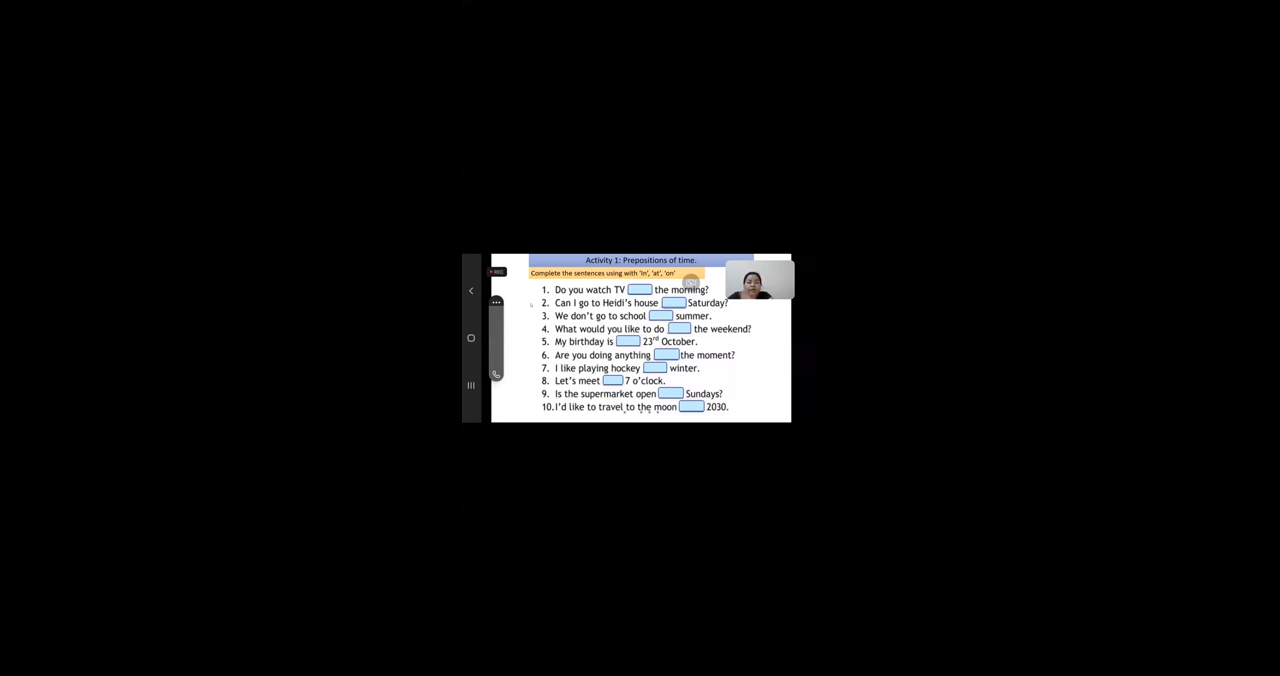 Activity 1: Prepositions of time.
REC
Complete the sentences using with 'in', 'at', 'on'
1. Do you watch TV the morning?
2. Can I go to Heidi's house Saturday?
3. We don't go to school summer.
4. What would you like to do the weekend?
5. My birthday is 23rd October.
6. Are you doing anything the moment?
7. I like playing hockey winter.
8. Let's meet 7 o'clock.
9. Is the supermarket open Sundays?
10. I'd like to travel to the moon 2030.